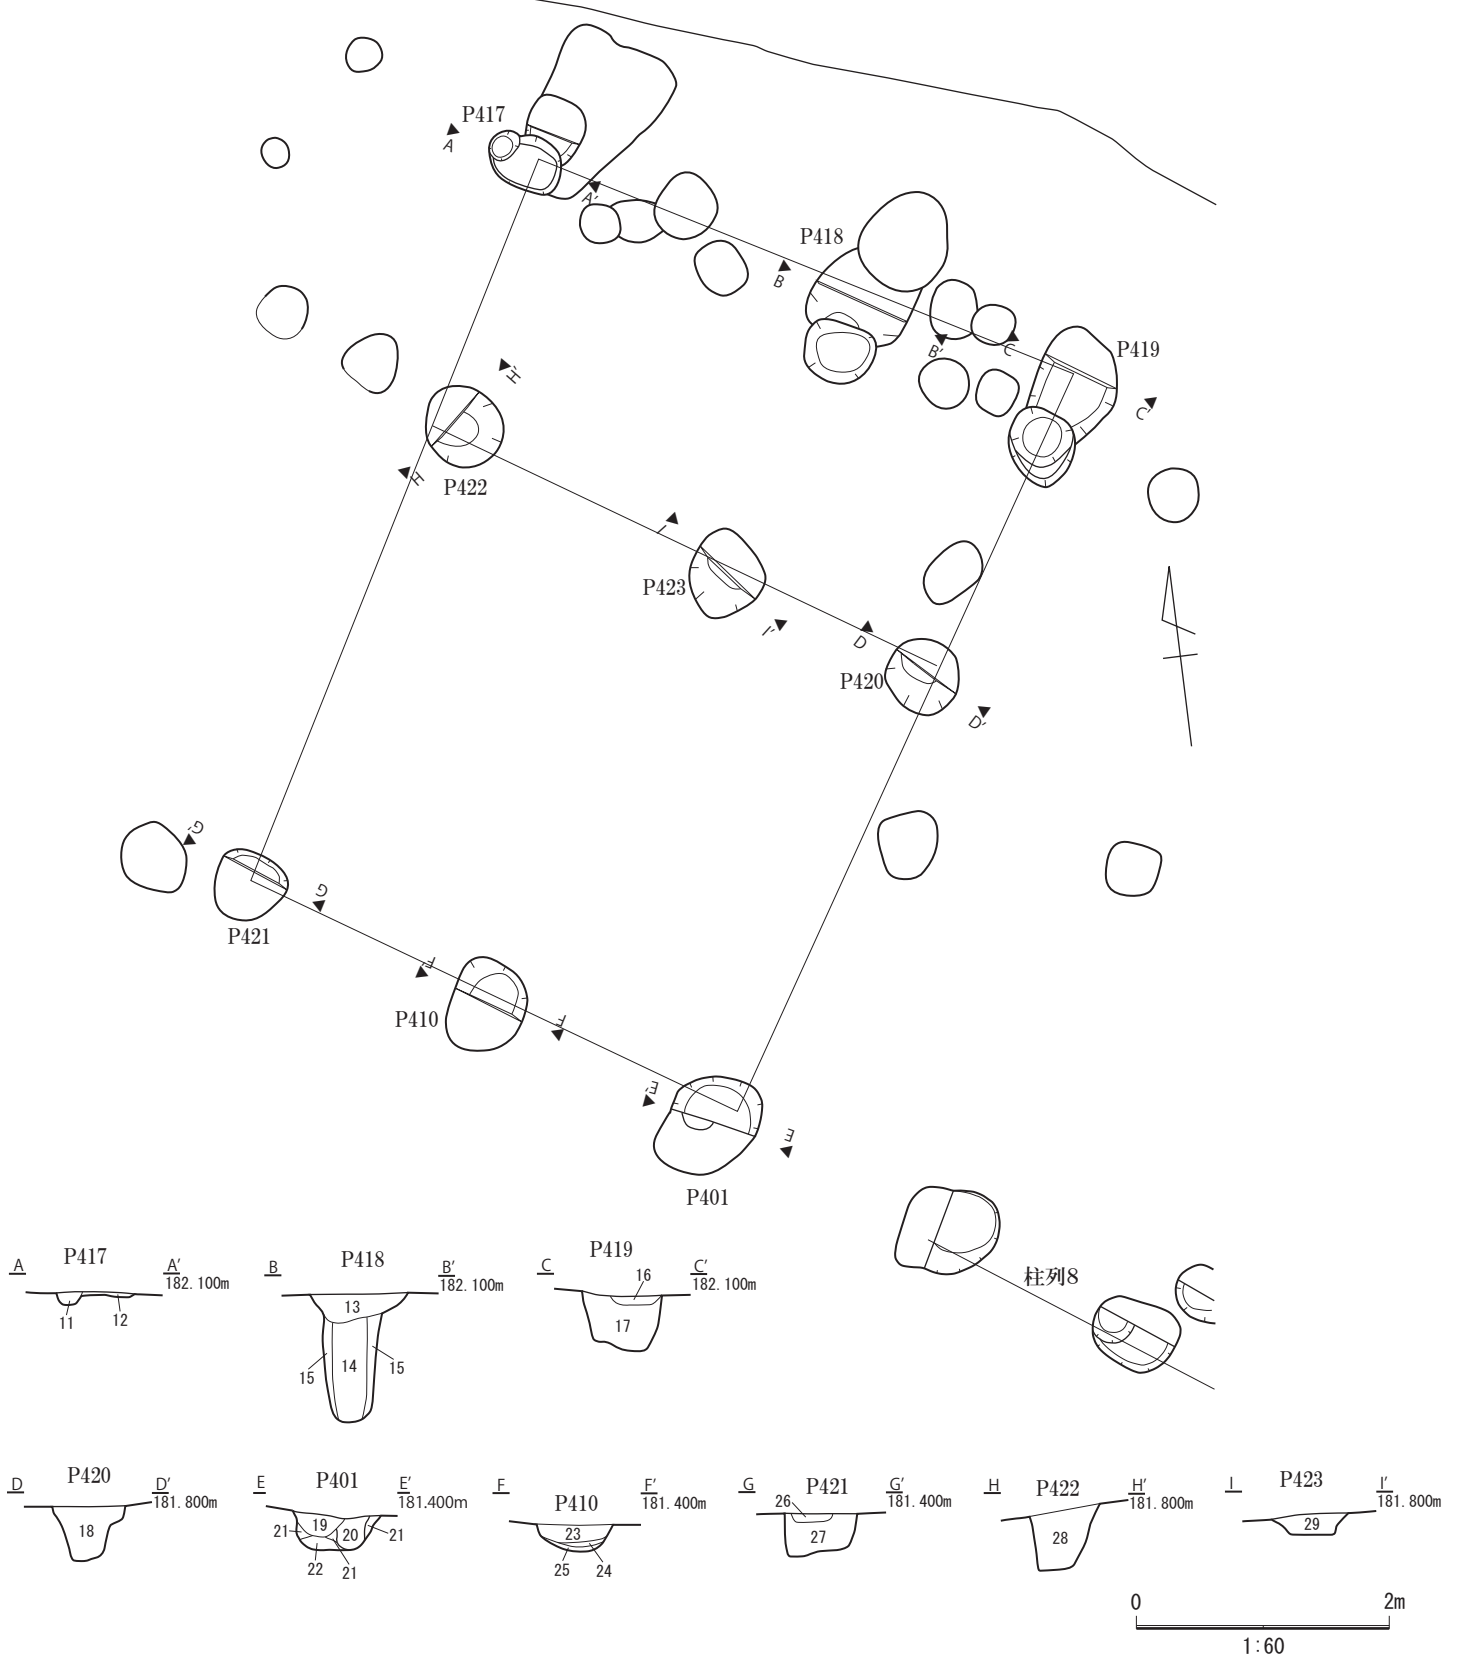 P417
A
A'
P418
B
B'
C
P419
C'
H'
H
P422
I
P423
I'
D
P420
D'
G'
G
P421
F'
P410
F
E'
E
P401
柱列8
A P417 A'
182.100m
11 12
B P418 B'
182.100m
13
14
15 15
C P419 C'
182.100m
16
17
D P420 D'
181.800m
18
E P401 E'
181.400m
19
21 20 21
22 21
F P410 F'
181.400m
23
25 24
G P421 G'
181.400m
26
27
H P422 H'
181.800m
28
I P423 I'
181.800m
29
0 2m
1:60